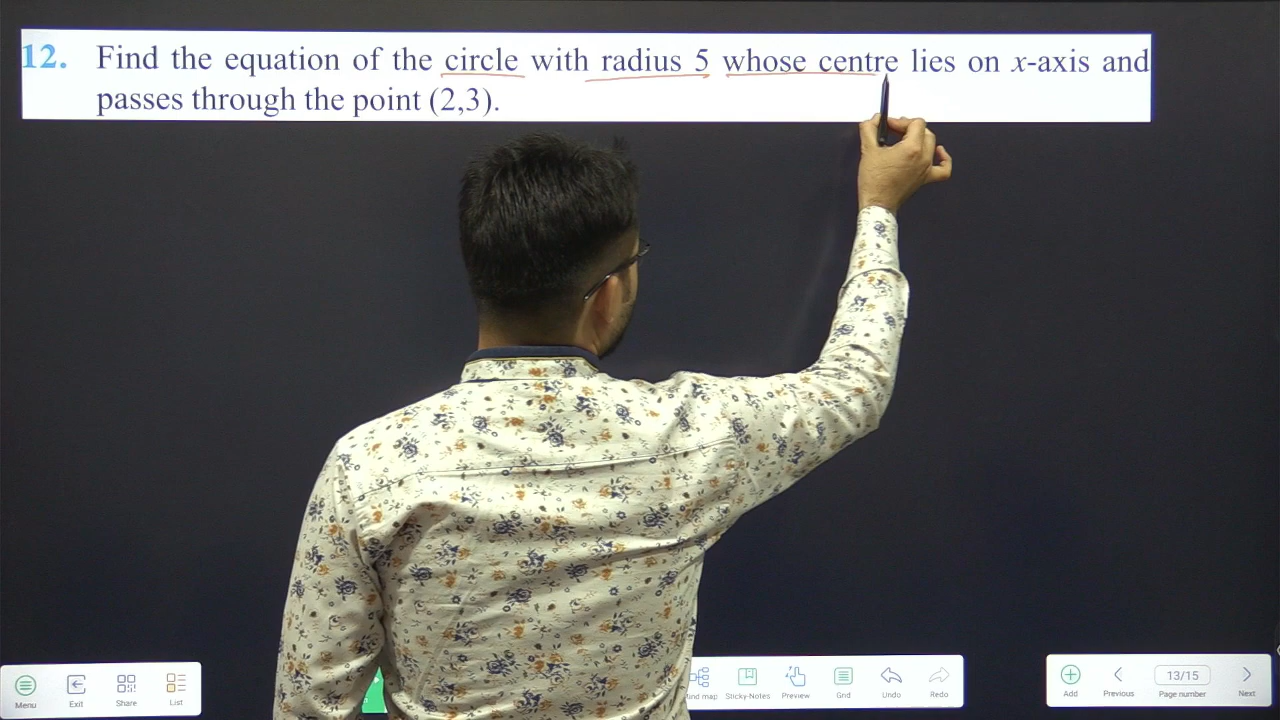 12. Find the equation of the circle with radius 5 whose centre lies on x-axis and
passes through the point (2,3).
Menu
Exit
Share
List
ind map
Sticky-Notes
Preview
Grid
Undo
Redo
Add
Previous
13/15
Page number
Next